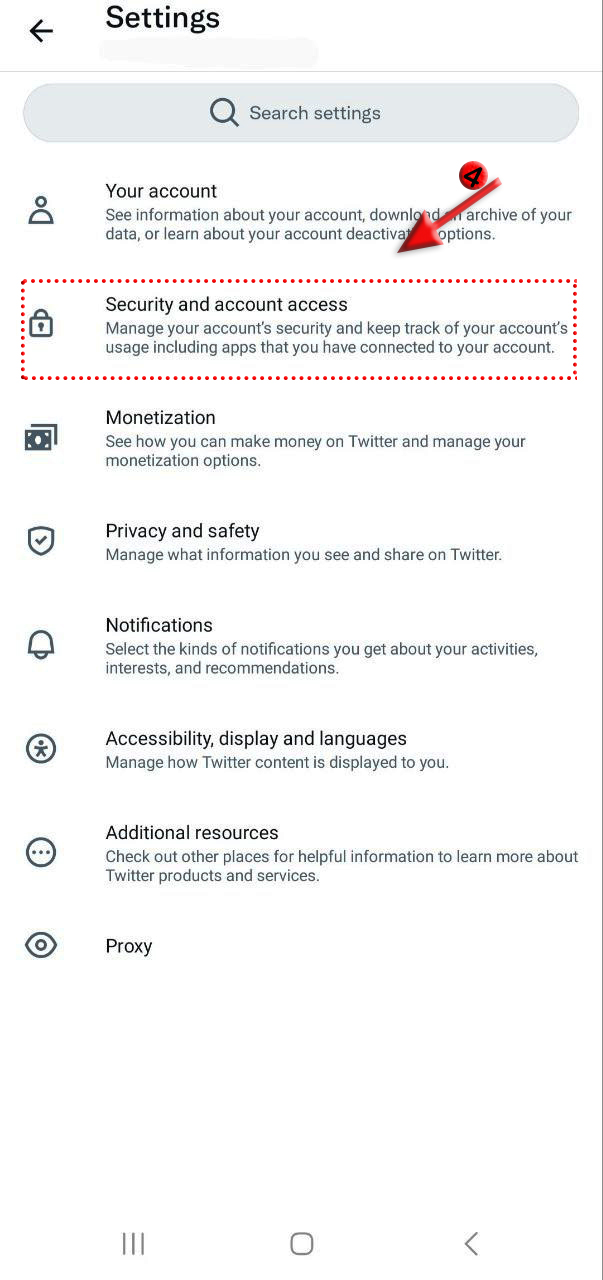 Settings
Search settings
4
Your account
See information about your account, download an archive of your
data, or learn about your account deactivation options.
Security and account access
Manage your account's security and keep track of your account's
usage including apps that you have connected to your account.
Monetization
See how you can make money on Twitter and manage your
monetization options.
Privacy and safety
Manage what information you see and share on Twitter.
Notifications
Select the kinds of notifications you get about your activities,
interests, and recommendations.
Accessibility, display and languages
Manage how Twitter content is displayed to you.
Additional resources
Check out other places for helpful information to learn more about
Twitter products and services.
Proxy